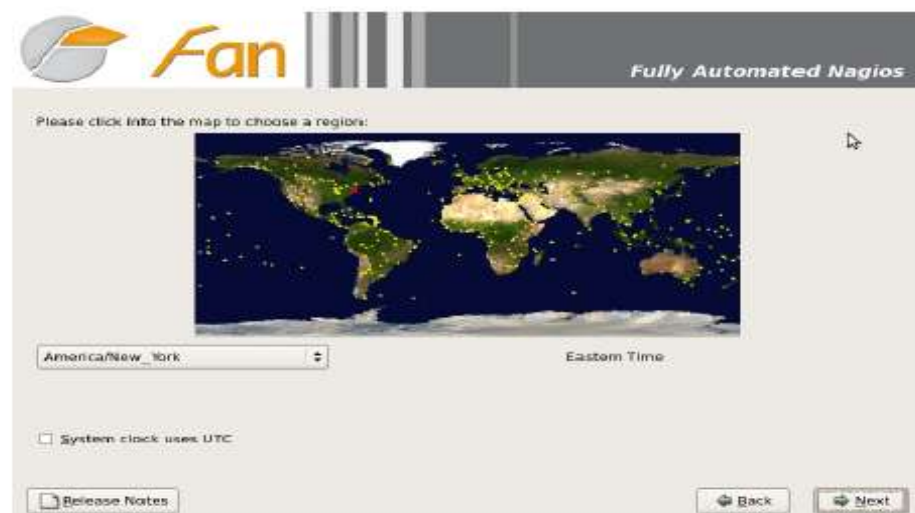 Fan
Fully Automated Nagios
Please click into the map to choose a region:
America/New_York
Eastern Time
System clock uses UTC
Release Notes
Back
Next